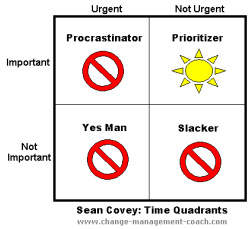 Urgent Not Urgent
Procrastinator Prioritizer
Important
Yes Man Slacker
Not
Important
Sean Covey: Time Quadrants
www.change-management-coach.com